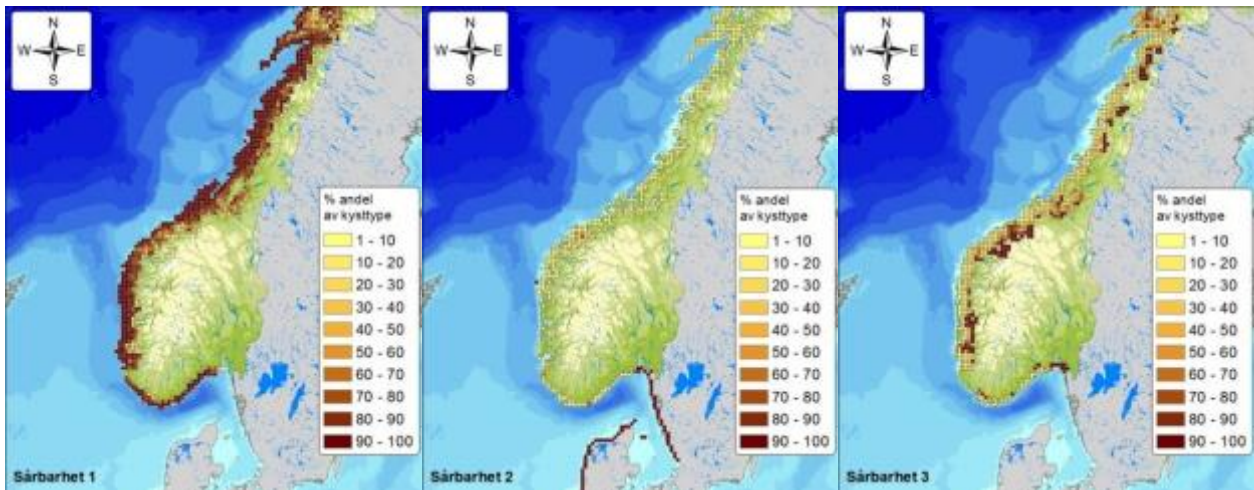 N
W E
S
% andel
av kysttype
1 - 10
10 - 20
20 - 30
30 - 40
40 - 50
50 - 60
60 - 70
70 - 80
80 - 90
90 - 100
Sårbarhet 1
N
W E
S
% andel
av kysttype
1 - 10
10 - 20
20 - 30
30 - 40
40 - 50
50 - 60
60 - 70
70 - 80
80 - 90
90 - 100
Sårbarhet 2
N
W E
S
% andel
av kysttype
1 - 10
10 - 20
20 - 30
30 - 40
40 - 50
50 - 60
60 - 70
70 - 80
80 - 90
90 - 100
Sårbarhet 3